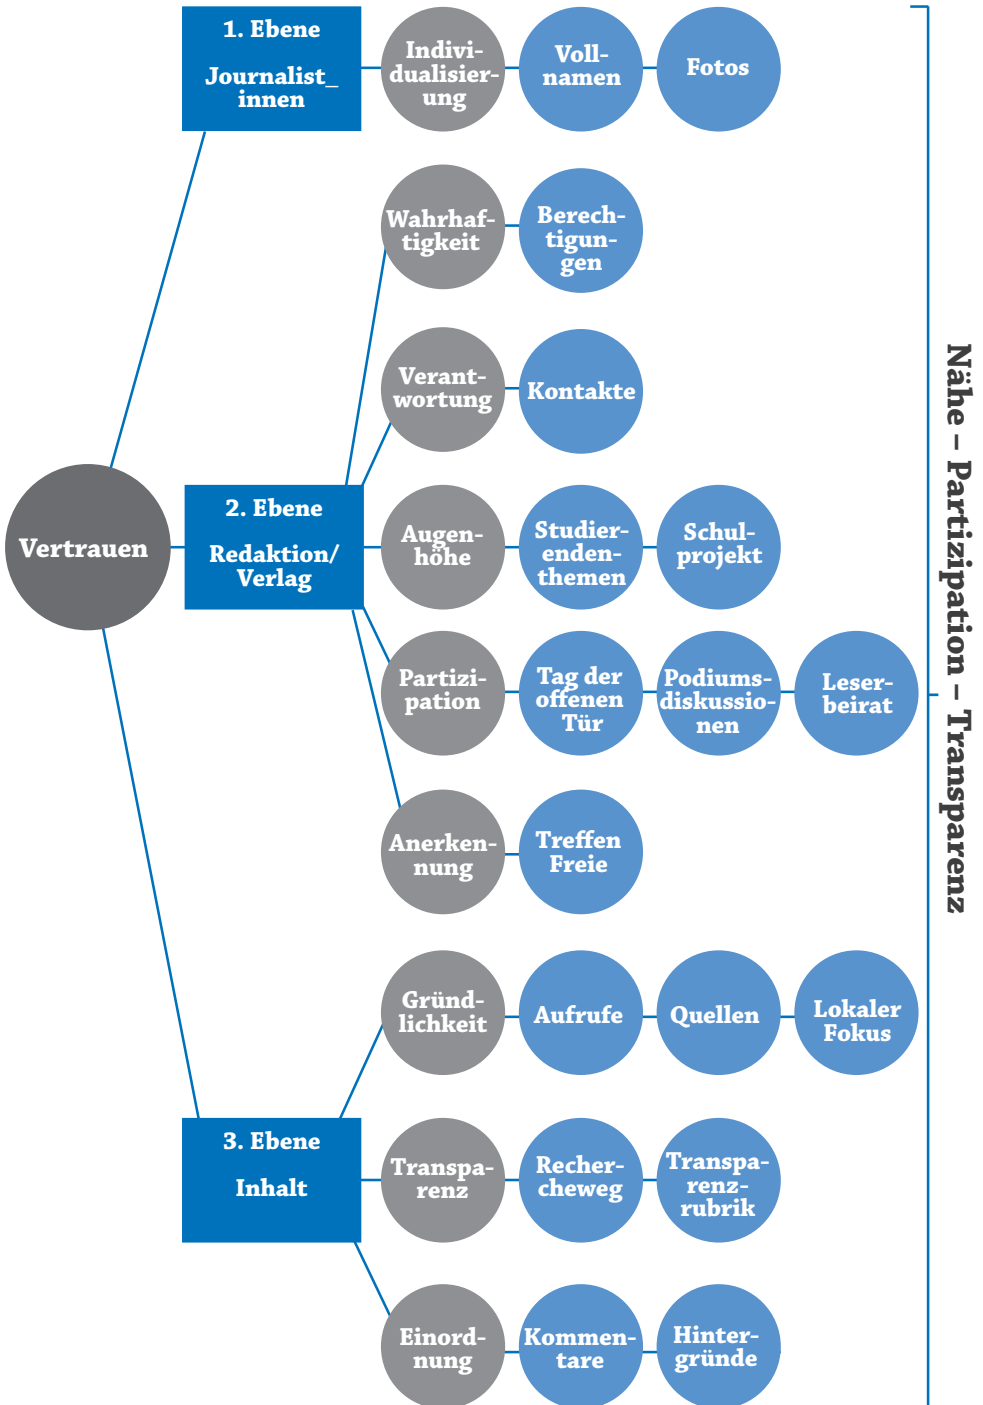 1. Ebene
Journalist_
innen
Indivi-
dualisier-
ung
Voll-
namen
Fotos
Wahrhaf-
tigkeit
Berech-
tigun-
gen
Verant-
wortung
Kontakte
Vertrauen
2. Ebene
Redaktion/
Verlag
Augen-
höhe
Studier-
enden-
themen
Schul-
projekt
Partizi-
pation
Tag der
offenen
Tür
Podiums-
diskussio-
nen
Leser-
beirat
Anerken-
nung
Treffen
Freie
Gründ-
lichkeit
Aufrufe
Quellen
Lokaler
Fokus
3. Ebene
Inhalt
Transpa-
renz
Recher-
cheweg
Transpa-
renz-
rubrik
Einord-
nung
Kommen-
tare
Hinter-
gründe
Nähe – Partizipation – Transparenz